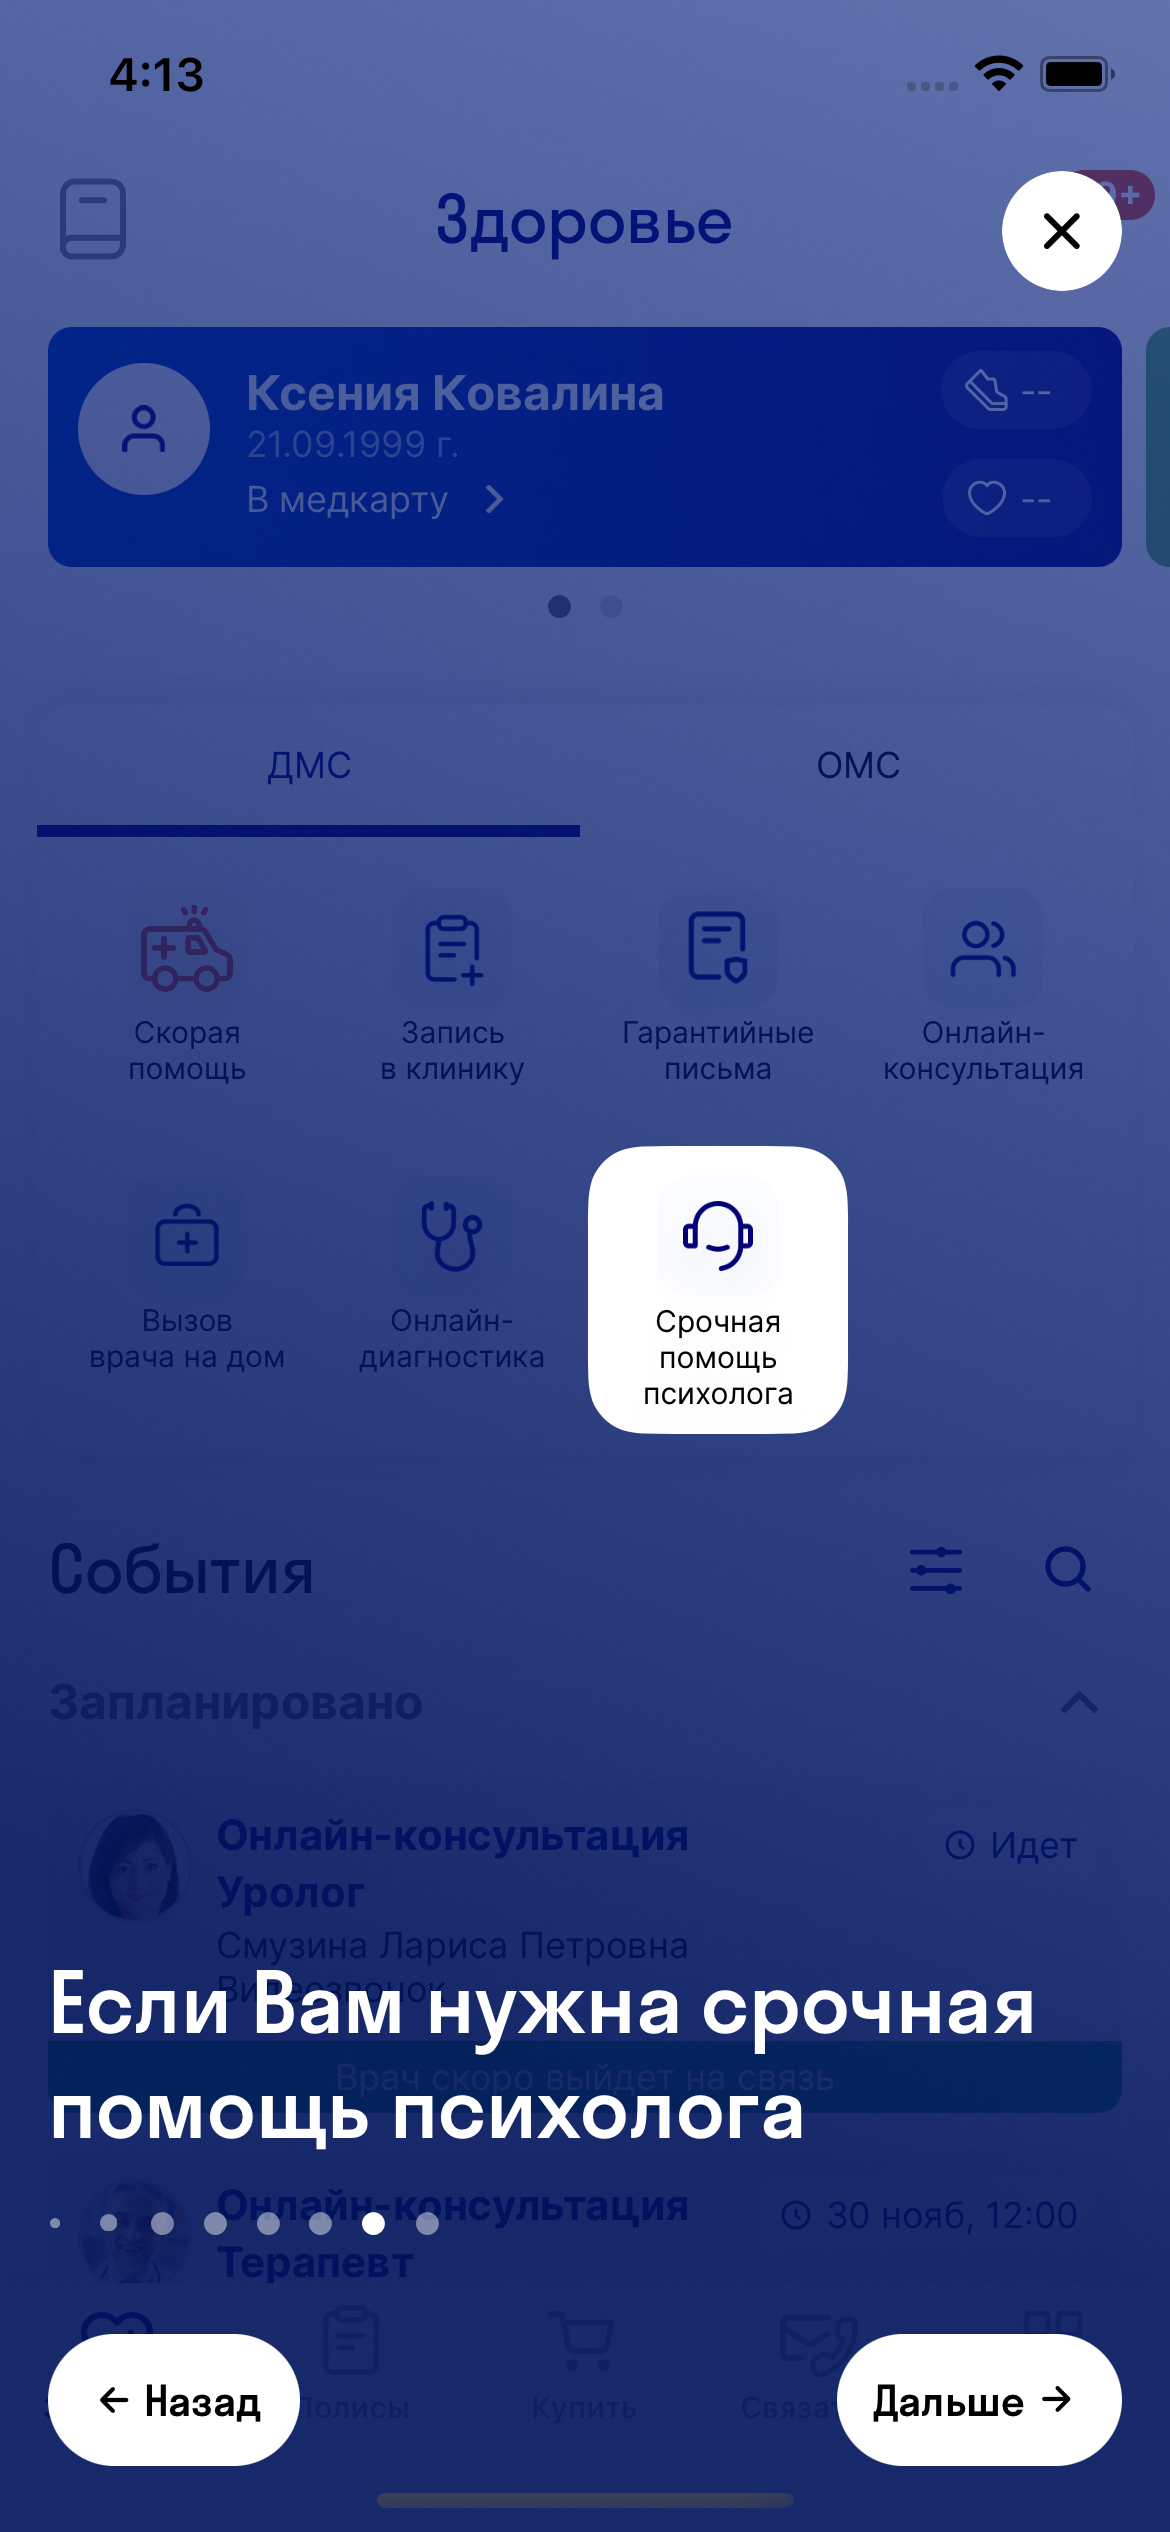 4:13
Здоровье
9+
Ксения Ковалина
--
21.09.1999 г.
В медкарту
--
ДМС
ОМС
Скорая
помощь
Запись
в клинику
Гарантийные
письма
Онлайн-
консультация
Вызов
врача на дом
Онлайн-
диагностика
Срочная
помощь
психолога
События
Запланировано
Онлайн-консультация
Идет
Уролог
Смузина Лариса Петровна
Видеозвонок
Если Вам нужна срочная
Врач скоро выйдет на связь
помощь психолога
Онлайн-консультация
30 нояб, 12:00
Терапевт
Назад
Полисы
Купить
Дальше